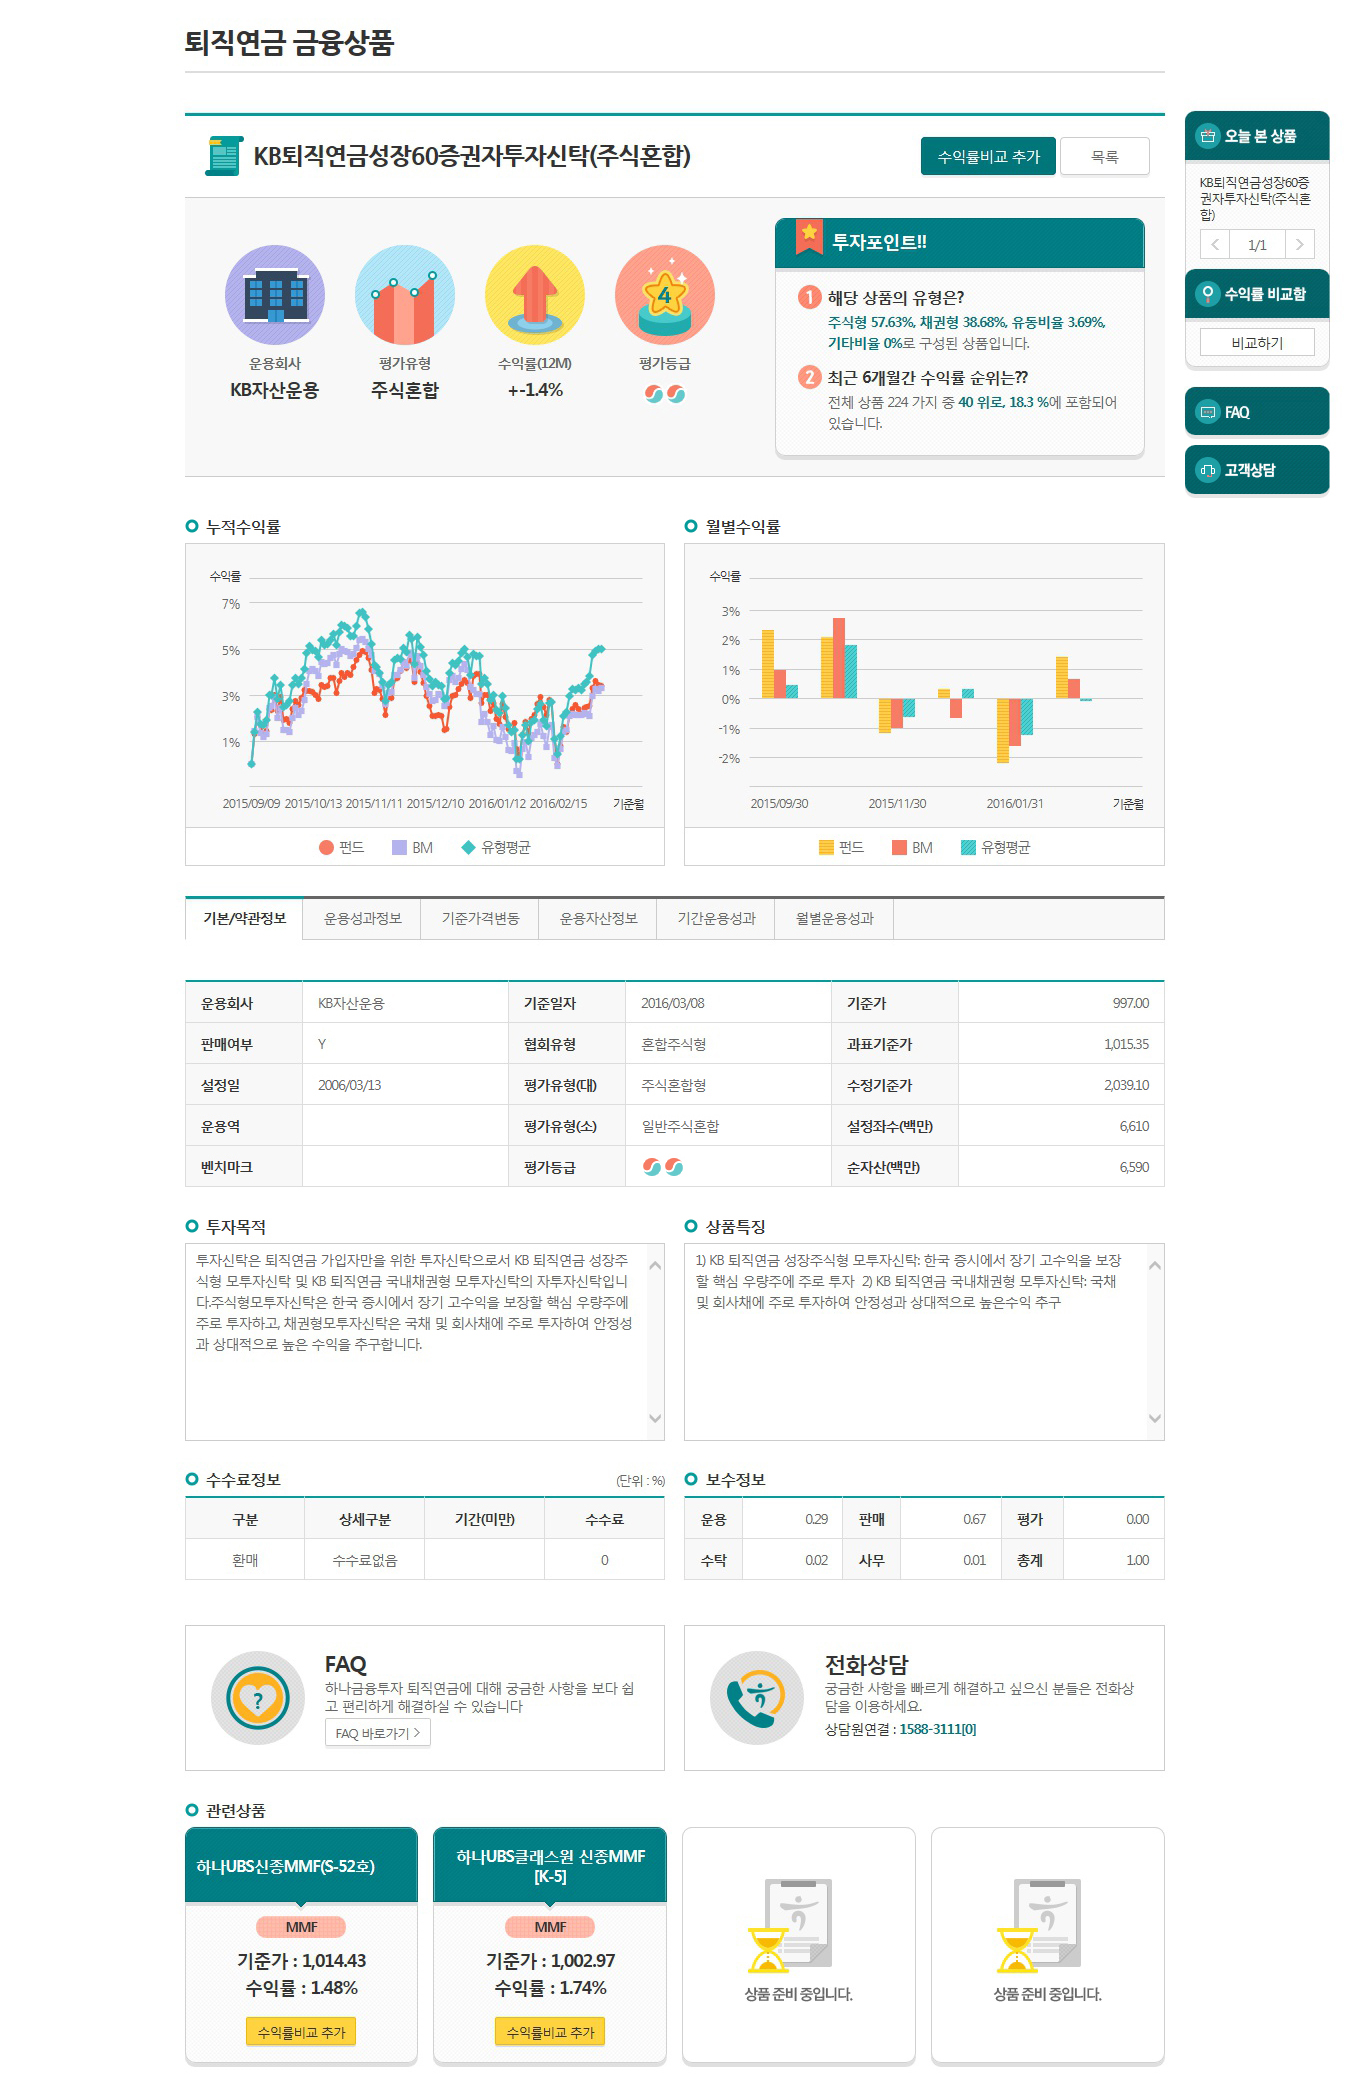 퇴직연금 금융상품
KB퇴직연금성장60증권자투자신탁(주식혼합)
수익률비교 추가
목록
운용회사
KB자산운용
평가유형
주식혼합
수익률(12M)
+-1.4%
4
평가등급
투자포인트!!
1 해당 상품의 유형은?
주식형 57.63%, 채권형 38.68%, 유동비율 3.69%,
기타비율 0%로 구성된 상품입니다.
2 최근 6개월간 수익률 순위는??
전체 상품 224 가지 중 40 위로, 18.3 %에 포함되어
있습니다.
오늘 본 상품
KB퇴직연금성장60증
권자투자신탁(주식혼
합)
1/1
수익률 비교함
비교하기
FAQ
고객상담
누적수익률
수익률
7%
5%
3%
1%
2015/09/09 2015/10/13 2015/11/11 2015/12/10 2016/01/12 2016/02/15 기준월
펀드 BM 유형평균
월별수익률
수익률
3%
2%
1%
0%
-1%
-2%
2015/09/30 2015/11/30 2016/01/31 기준월
펀드 BM 유형평균
기본/약관정보 운용성과정보 기준가격변동 운용자산정보 기간운용성과 월별운용성과
운용회사 KB자산운용 기준일자 2016/03/08 기준가 997.00
판매여부 Y 협회유형 혼합주식형 과표기준가 1,015.35
설정일 2006/03/13 평가유형(대) 주식혼합형 수정기준가 2,039.10
운용역 평가유형(소) 일반주식혼합 설정좌수(백만) 6,610
벤치마크 평가등급 순자산(백만) 6,590
투자목적
투자신탁은 퇴직연금 가입자만을 위한 투자신탁으로서 KB 퇴직연금 성장주
식형 모투자신탁 및 KB 퇴직연금 국내채권형 모투자신탁의 자투자신탁입니
다.주식형모투자신탁은 한국 증시에서 장기 고수익을 보장할 핵심 우량주에
주로 투자하고, 채권형모투자신탁은 국채 및 회사채에 주로 투자하여 안정성
과 상대적으로 높은 수익을 추구합니다.
상품특징
1) KB 퇴직연금 성장주식형 모투자신탁: 한국 증시에서 장기 고수익을 보장
할 핵심 우량주에 주로 투자 2) KB 퇴직연금 국내채권형 모투자신탁: 국채
및 회사채에 주로 투자하여 안정성과 상대적으로 높은수익 추구
수수료정보 (단위 : %)
구분 상세구분 기간(미만) 수수료
환매 수수료없음 0
보수정보
운용 0.29 판매 0.67 평가 0.00
수탁 0.02 사무 0.01 총계 1.00
?
FAQ
하나금융투자 퇴직연금에 대해 궁금한 사항을 보다 쉽
고 편리하게 해결하실 수 있습니다
FAQ 바로가기 >
전화상담
궁금한 사항을 빠르게 해결하고 싶으신 분들은 전화상
담을 이용하세요.
상담원연결 : 1588-3111[0]
관련상품
하나UBS신종MMF(S-52호)
MMF
기준가 : 1,014.43
수익률 : 1.48%
수익률비교 추가
하나UBS클래스원 신종MMF
[K-5]
MMF
기준가 : 1,002.97
수익률 : 1.74%
수익률비교 추가
상품 준비 중입니다.
상품 준비 중입니다.